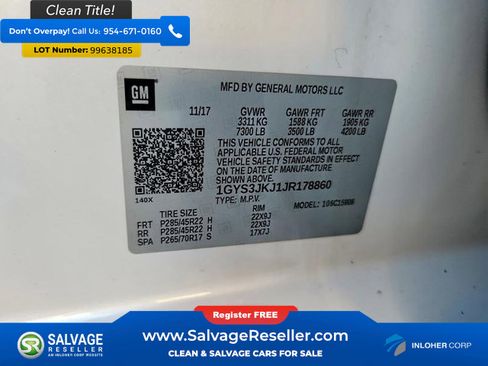 Clean Title!
Don't Overpay! Call US: 954-671-0160
Lot Number: 99638185
GM
MFD BY GENERAL MOTORS LLC
11/17 GVWR GAWR FRT GAWR RR
3311 KG 1588 KG 1905 KG
7300 LB 3500 LB 4200 LB
THIS VEHICLE CONFORMS TO ALL
APPLICABLE U.S. FEDERAL MOTOR
VEHICLE SAFETY STANDARDS IN
EFFECT ON THE DATE OF MANUFACTURE
SHOWN ABOVE.
1GYS3JKJ1JR178860
140X TYPE: M.P.V. MODEL:
TIRE SIZE RIM
FRT P285/45R22 H 22X9J
RR P285/45R22 H 22X9J
SPA P265/70R17 S 17X7J
Register FREE!
SALVAGE
RESELLER
AN INLOHER CORP WEBSITE
www.SalvageReseller.com
CLEAN & SALVAGE CARS FOR SALE
INLOHER CORP